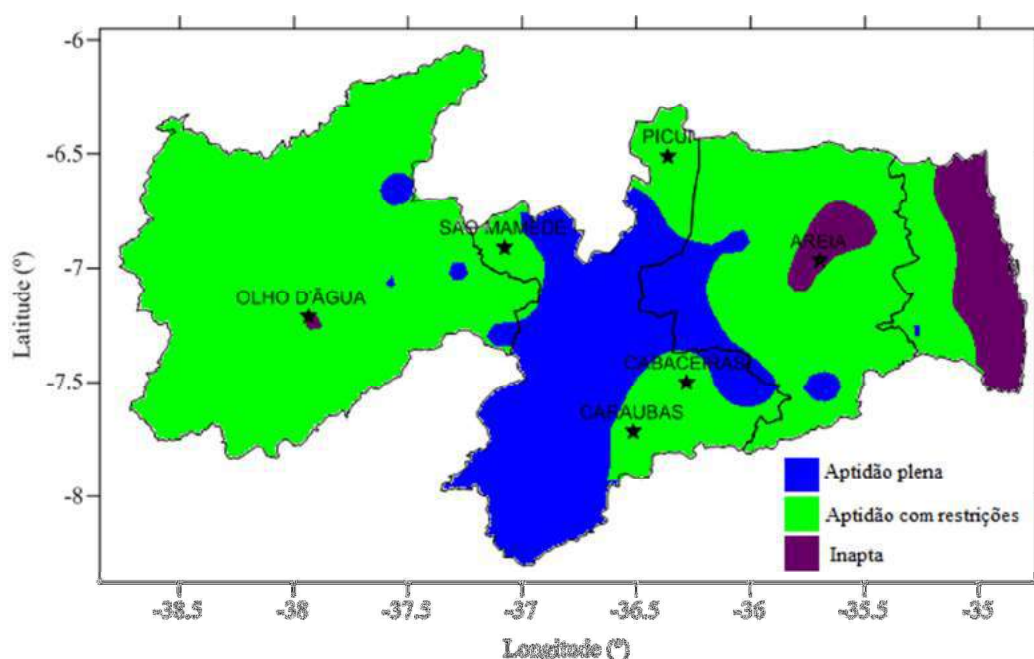 -6
-6.5
-7
-7.5
-8
Latitude (º)
PICUI
SAO MAMEDE
AREIA
OLHO D'ÁGUA
CABACEIRAS
CARAUBAS
Aptidão plena
Aptidão com restrições
Inapta
-38.5 -38 -37.5 -37 -36.5 -36 -35.5 -35
Longitude (º)